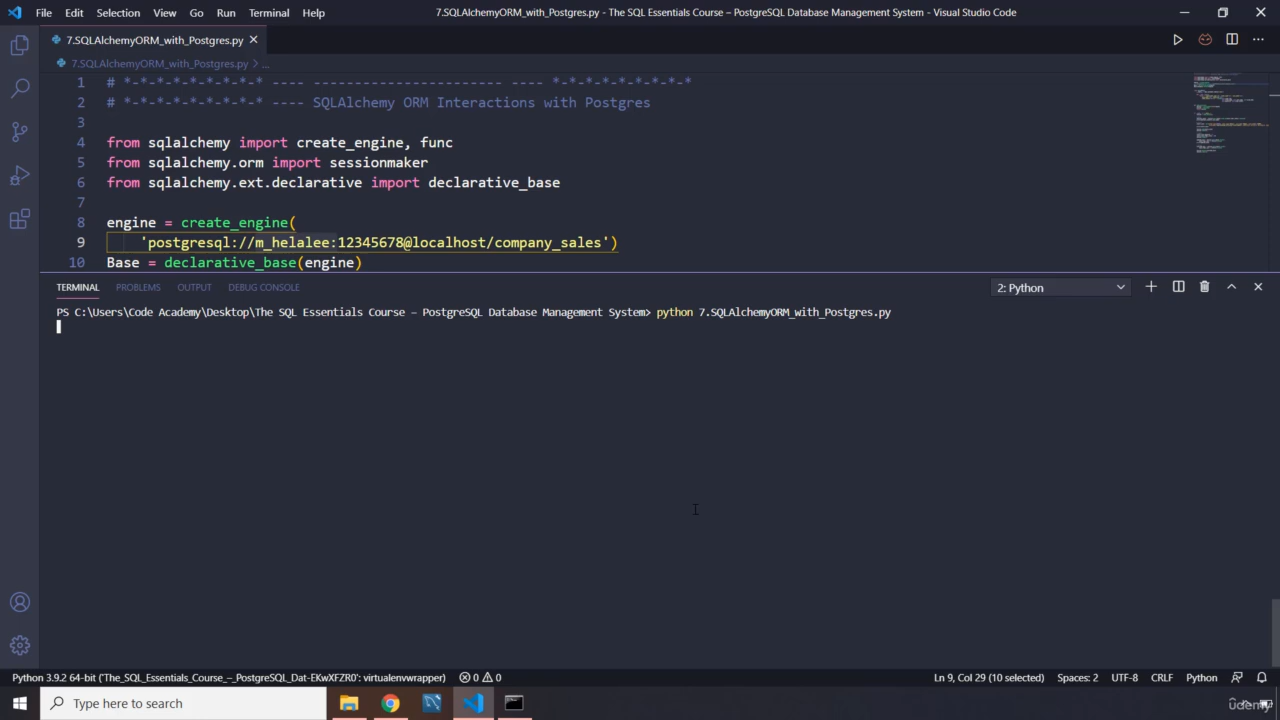 File Edit Selection View Go Run Terminal Help 7.SQLAlchemyORM_with_Postgres.py - The SQL Essentials Course – PostgreSQL Database Management System - Visual Studio Code
7.SQLAlchemyORM_with_Postgres.py
7.SQLAlchemyORM_with_Postgres.py > ...
1 # *-*-*-*-*-*-*-*-* ---- ----------------------- ---- *-*-*-*-*-*-*-*-*
2 # *-*-*-*-*-*-*-*-* ---- SQLAlchemy ORM Interactions with Postgres
3
4 from sqlalchemy import create_engine, func
5 from sqlalchemy.orm import sessionmaker
6 from sqlalchemy.ext.declarative import declarative_base
7
8 engine = create_engine(
9 'postgresql://m_helalee:12345678@localhost/company_sales')
10 Base = declarative_base(engine)
TERMINAL PROBLEMS OUTPUT DEBUG CONSOLE 2: Python
PS C:\Users\Code Academy\Desktop\The SQL Essentials Course – PostgreSQL Database Management System> python 7.SQLAlchemyORM_with_Postgres.py
Python 3.9.2 64-bit ('The_SQL_Essentials_Course_–_PostgreSQL_Dat-EKwXFZR0': virtualenvwrapper) 0 0 Ln 9, Col 29 (10 selected) Spaces: 2 UTF-8 CRLF Python
Type here to search
Udemy